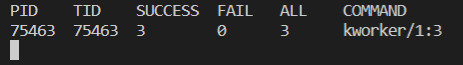 PID TID SUCCESS FAIL ALL COMMAND
75463 75463 3 0 3 kworker/1:3